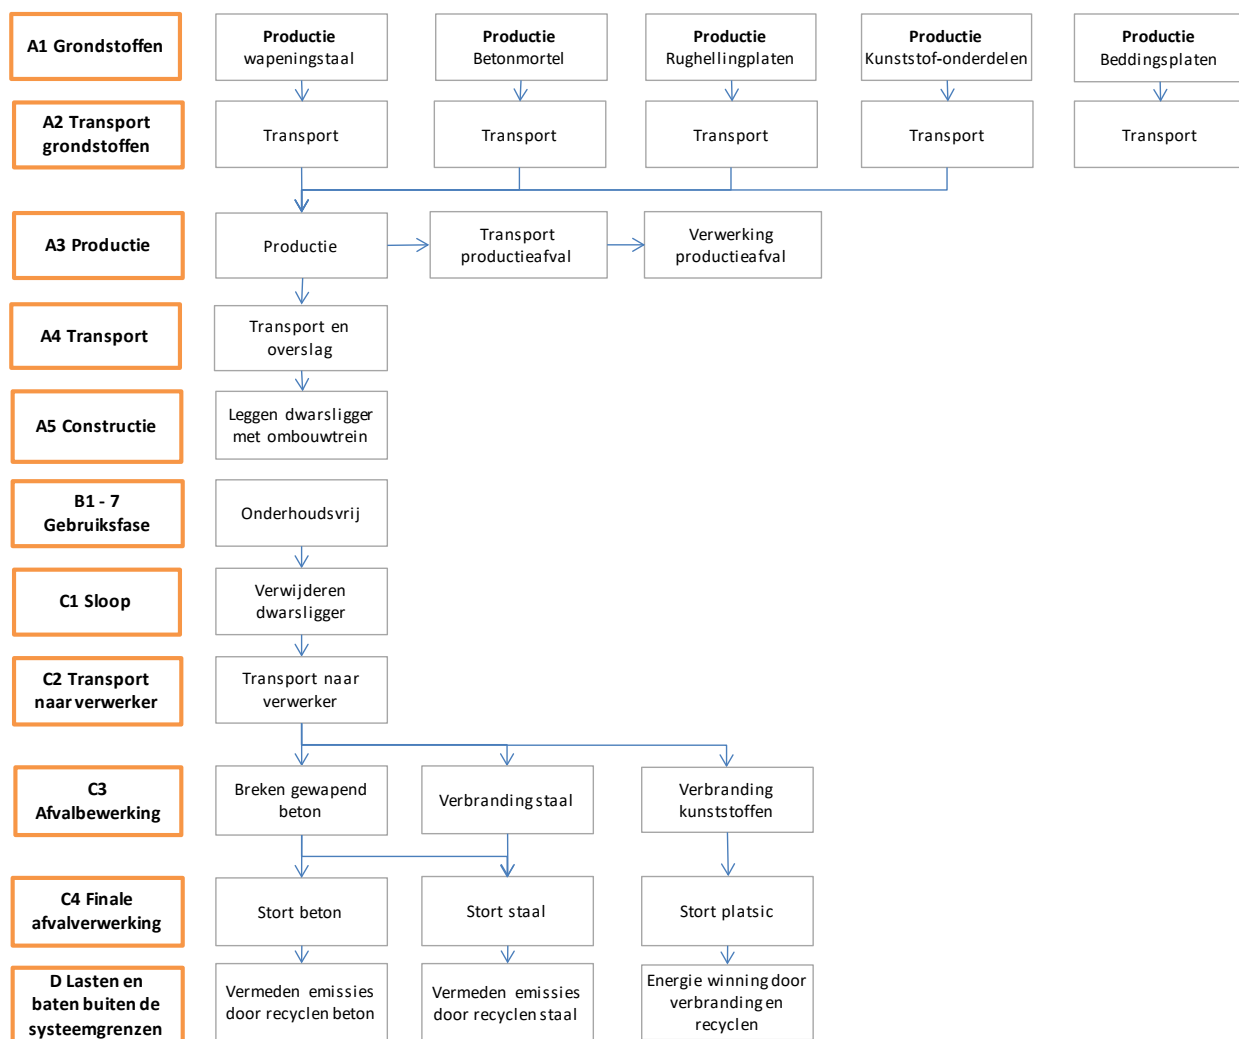 A1 Grondstoffen
Productie
wapeningstaal
Productie
Betonmortel
Productie
Rughellingplaten
Productie
Kunststof-onderdelen
Productie
Beddingsplaten
A2 Transport
grondstoffen
Transport
Transport
Transport
Transport
Transport
A3 Productie
Productie
Transport
productieafval
Verwerking
productieafval
A4 Transport
Transport en
overslag
A5 Constructie
Leggen dwarsligger
met ombouwtrein
B1 - 7
Gebruiksfase
Onderhoudsvrij
C1 Sloop
Verwijderen
dwarsligger
C2 Transport
naar verwerker
Transport naar
verwerker
C3
Afvalbewerking
Breken gewapend
beton
Verbranding staal
Verbranding
kunststoffen
C4 Finale
afvalverwerking
Stort beton
Stort staal
Stort platsic
D Lasten en
baten buiten de
systeemgrenzen
Vermeden emissies
door recyclen beton
Vermeden emissies
door recyclen staal
Energie winning door
verbranding en
recyclen